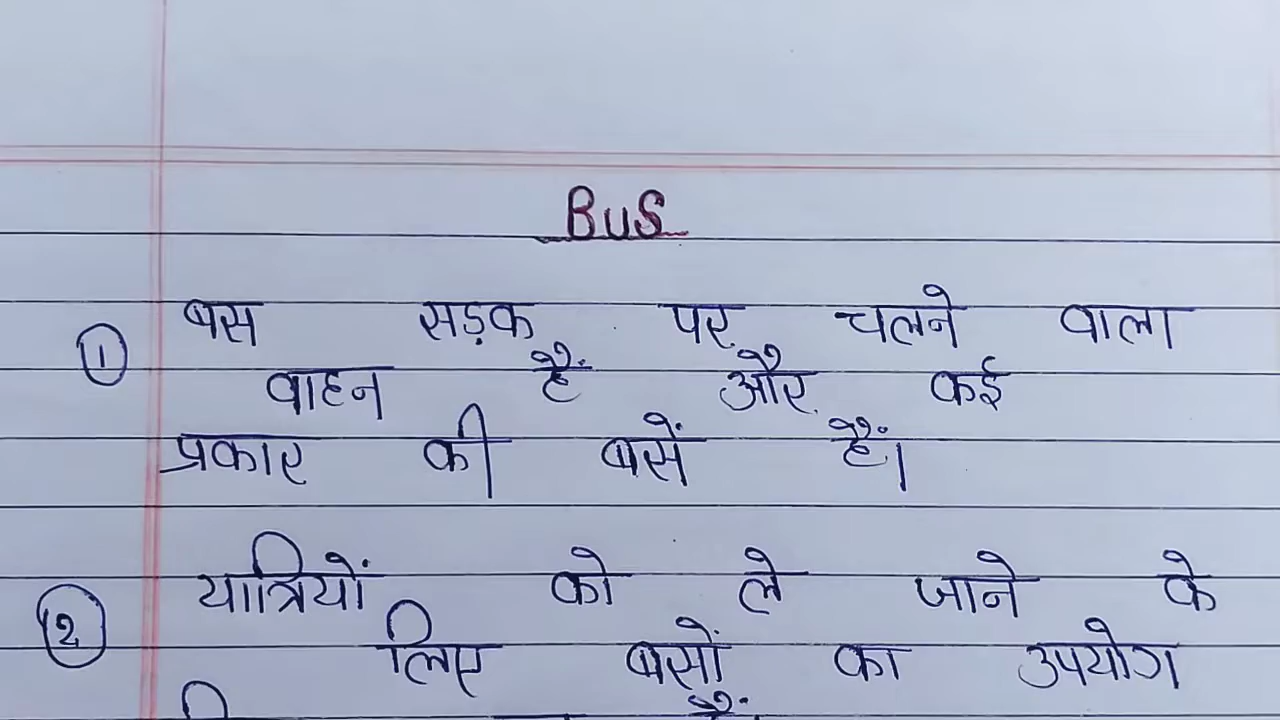 Bus
① बस सड़क पर चलने वाला
वाहन हैं और कई
प्रकार की बसें हैं।
② यात्रियों को ले जाने के
लिए बसों का उपयोग